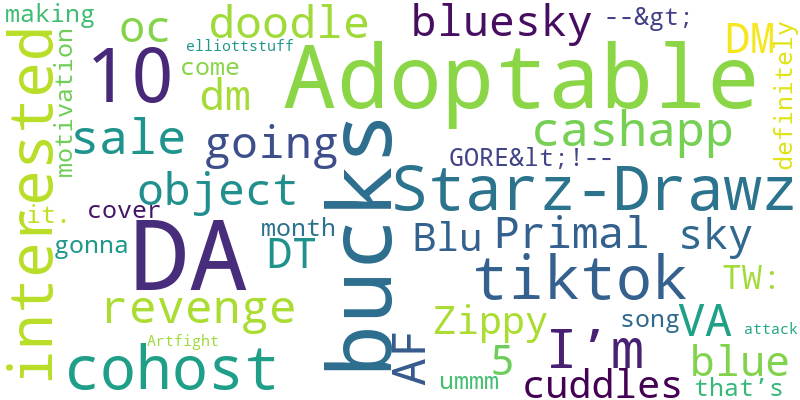 making
oc
doodle
bluesky
--&gt;
DM
interested
motivation
10
elliottstuff
come
dm
Adoptable
definitely
sale
going
bucks
cashapp
GORE&lt;!--
object
Starz-Drawz
it.
cover
DA
month
gonna
DT
Blu
Primal
sky
tiktok
TW:
revenge
Zippy
song
VA
attack
Artfight
AF
I’m
cohost
5
blue
ummm
cuddles
that’s